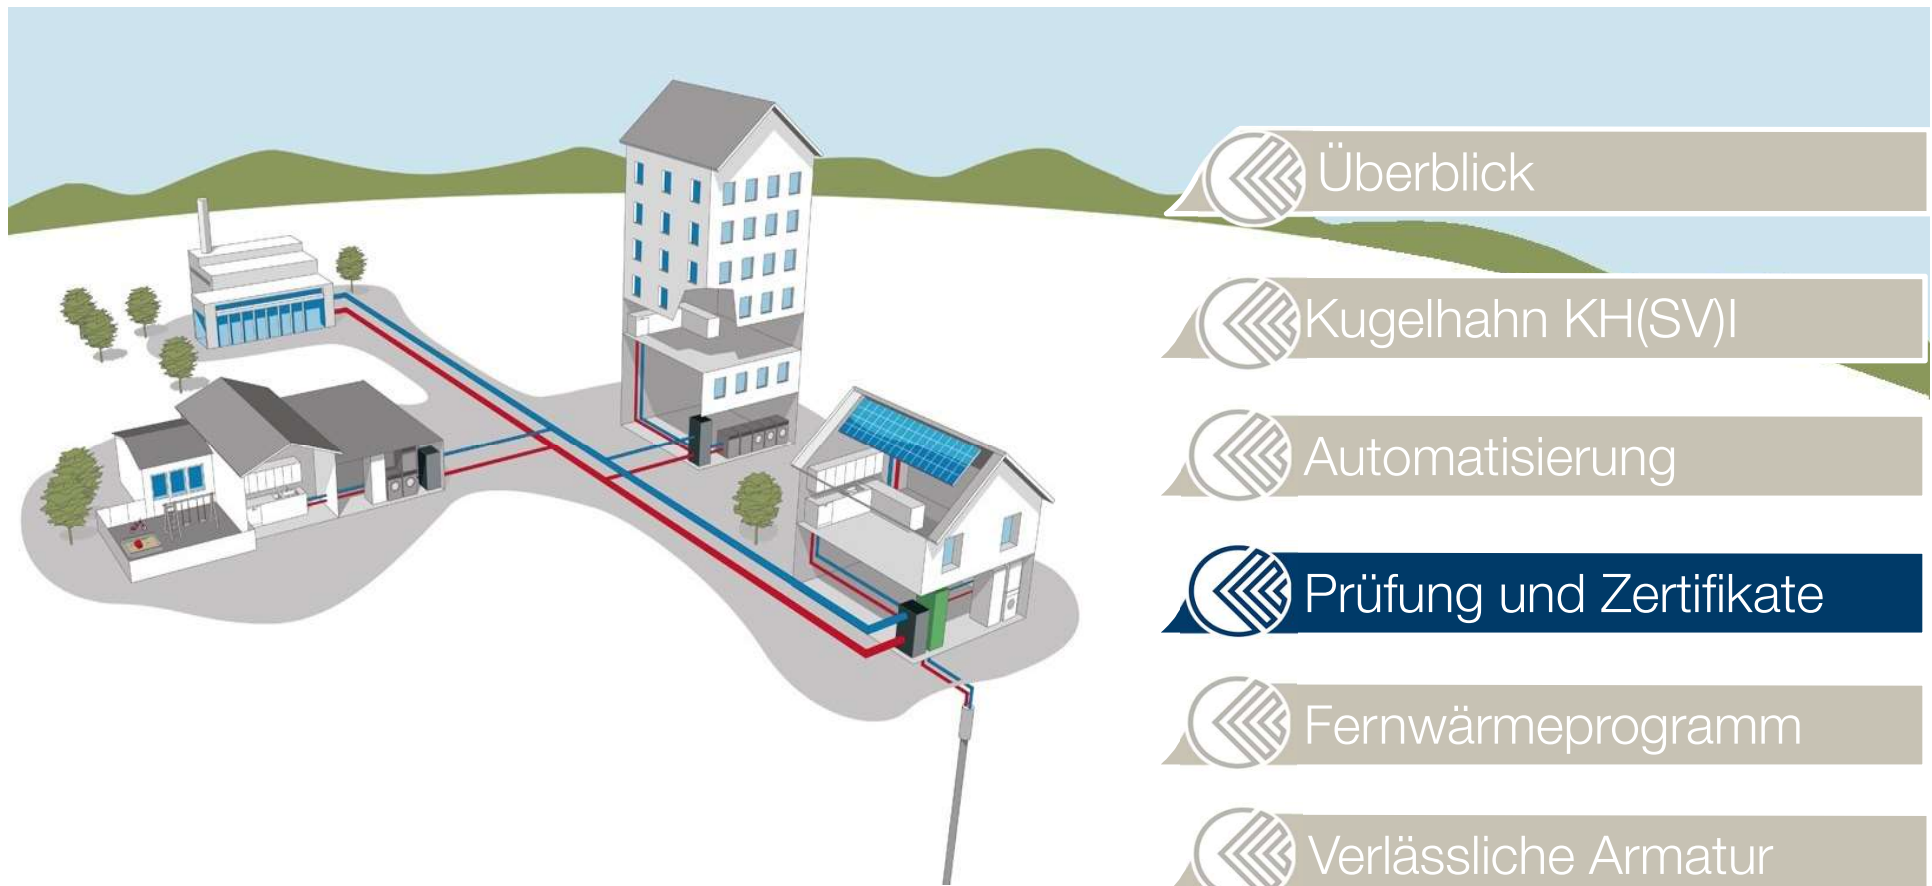 Überblick
Kugelhahn KH(SV)I
Automatisierung
Prüfung und Zertifikate
Fernwärmeprogramm
Verlässliche Armatur